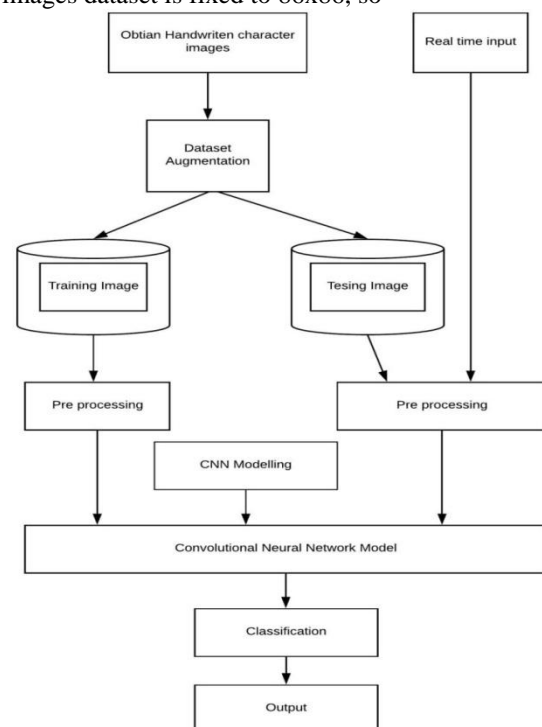 Obtian Handwriten character
images
Real time input
Dataset
Augmentation
Training Image
Tesing Image
Pre processing
Pre processing
CNN Modelling
Convolutional Neural Network Model
Classification
Output